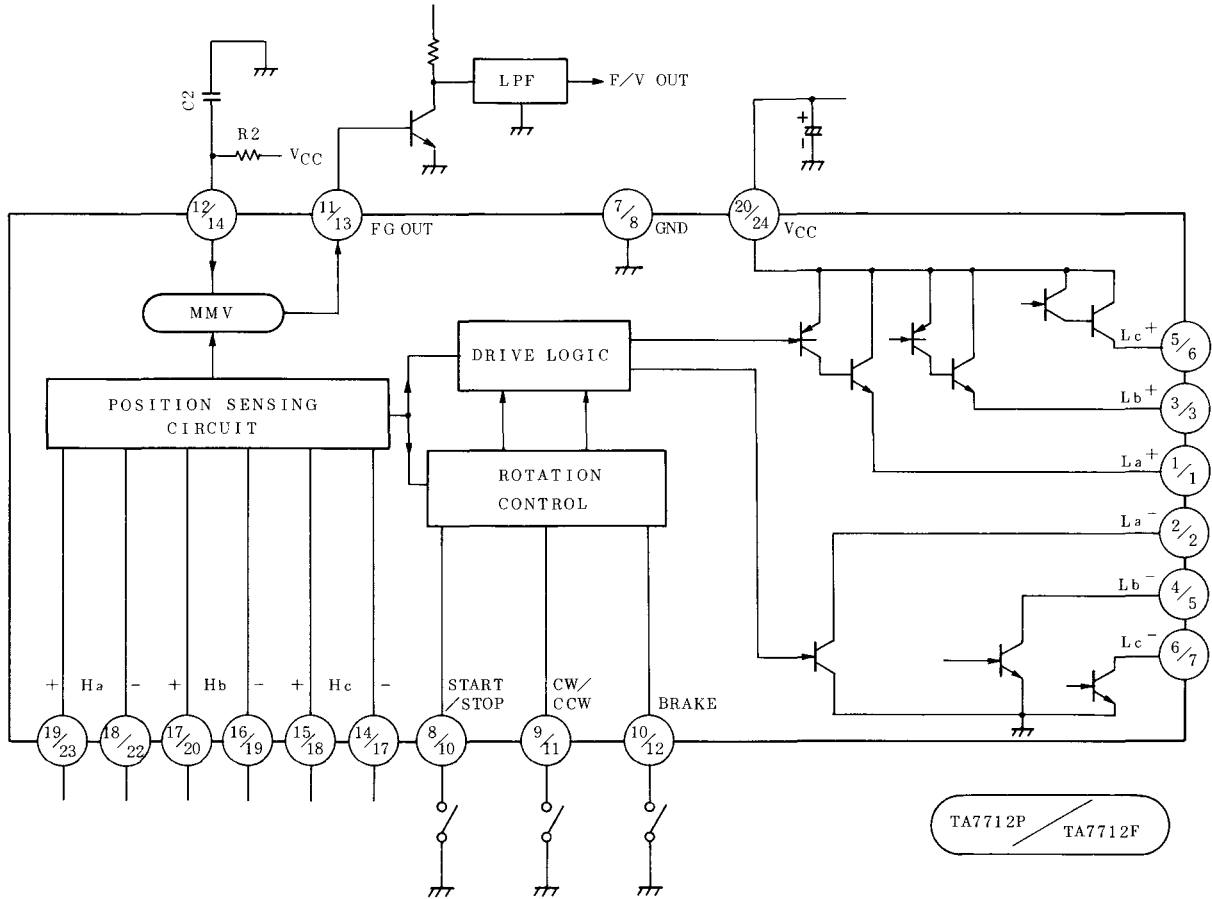 LPF
F/V OUT
C2
R2
VCC
+
-
12/14
11/13
FG OUT
7/8
GND
20/24
VCC
MMV
DRIVE LOGIC
Lc+
5/6
POSITION SENSING
CIRCUIT
Lb+
3/3
ROTATION
CONTROL
La+
1/1
La-
2/2
Lb-
4/5
Lc-
6/7
+ Ha - + Hb - + Hc -
START
/STOP
CW/
CCW
BRAKE
19/23
18/22
17/20
16/19
15/18
14/17
8/10
9/11
10/12
TA7712P / TA7712F